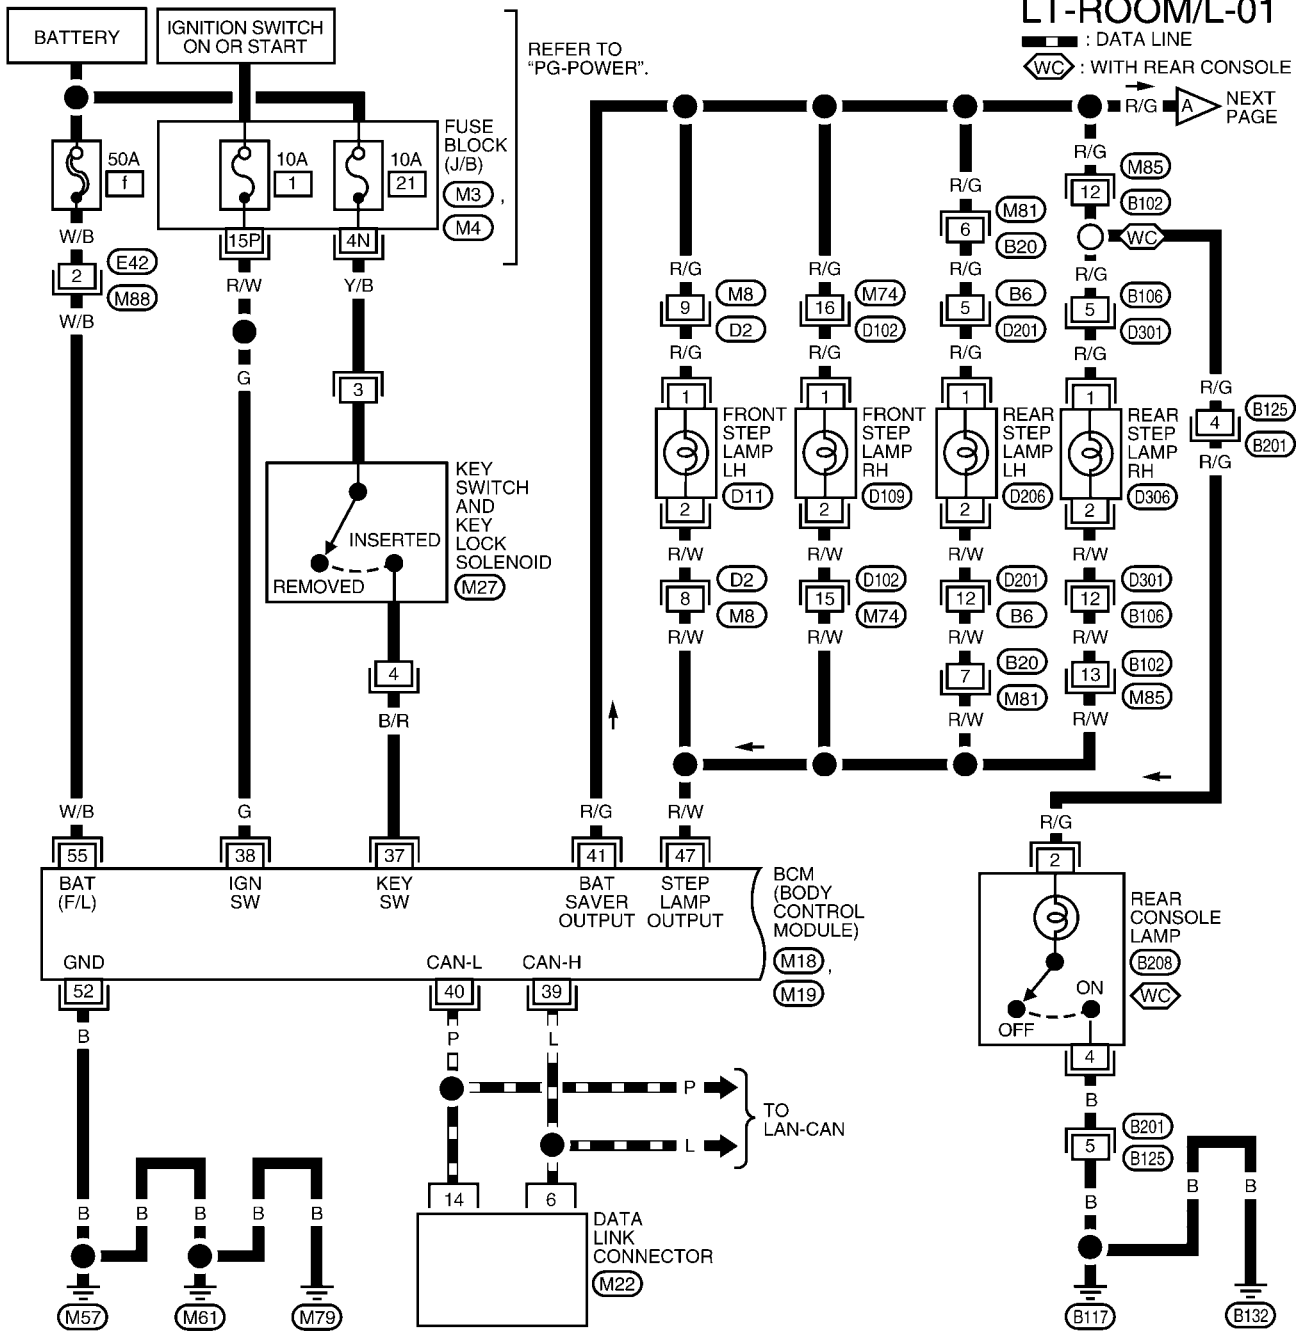 LT-ROOM/L-01
: DATA LINE
WC : WITH REAR CONSOLE
BATTERY
IGNITION SWITCH
ON OR START
REFER TO
"PG-POWER".
R/G
A
NEXT
PAGE
50A
f
10A
1
10A
21
FUSE
BLOCK
(J/B)
M3 ,
M4
15P
4N
W/B
2
E42
M88
W/B
R/W
Y/B
G
3
KEY
SWITCH
AND
KEY
LOCK
SOLENOID
M27
INSERTED
REMOVED
4
B/R
R/G
9
M8
D2
R/G
1
FRONT
STEP
LAMP
LH
D11
2
R/W
8
D2
M8
R/W
R/G
16
M74
D102
R/G
1
FRONT
STEP
LAMP
RH
D109
2
R/W
15
D102
M74
R/W
R/G
6
M81
B20
R/G
5
B6
D201
R/G
1
REAR
STEP
LAMP
LH
D206
2
R/W
12
D201
B6
R/W
7
B20
M81
R/W
R/G
12
M85
B102
WC
R/G
5
B106
D301
R/G
1
REAR
STEP
LAMP
RH
D306
2
R/W
12
D301
B106
R/W
13
B102
M85
R/W
R/G
4
B125
B201
R/G
W/B
G
R/G
R/W
R/G
55
38
37
41
47
BAT
(F/L)
IGN
SW
KEY
SW
BAT
SAVER
OUTPUT
STEP
LAMP
OUTPUT
BCM
(BODY
CONTROL
MODULE)
M18 ,
M19
GND
CAN-L
CAN-H
52
40
39
B
P
L
P
L
TO
LAN-CAN
14
6
DATA
LINK
CONNECTOR
M22
B
B
B
B
B
M57
M61
M79
2
REAR
CONSOLE
LAMP
B208
WC
ON
OFF
4
B
5
B201
B125
B
B
B
B117
B132